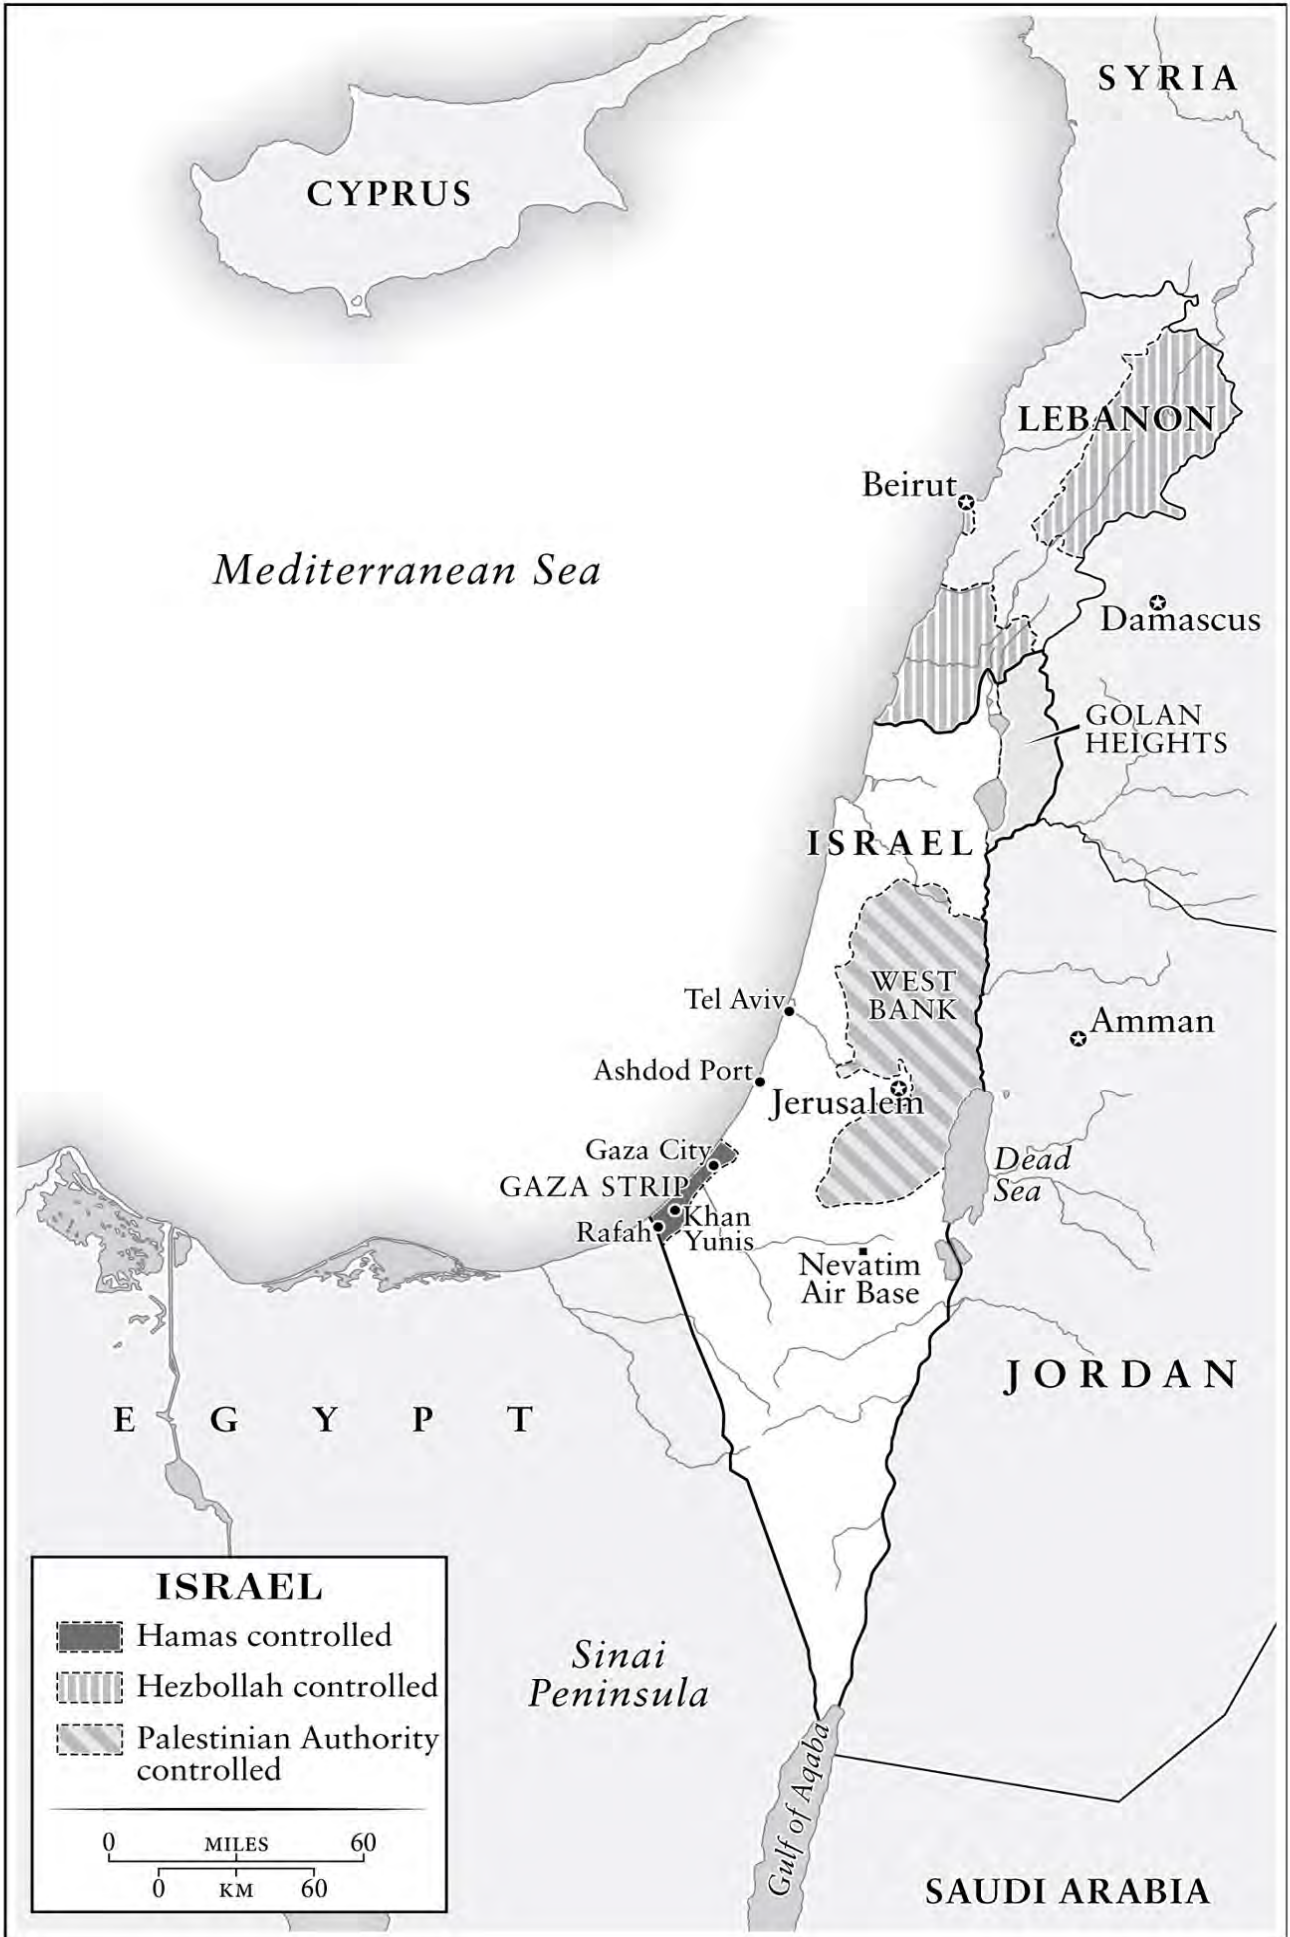 SYRIA
CYPRUS
LEBANON
Beirut
Mediterranean Sea
Damascus
GOLAN
HEIGHTS
ISRAEL
WEST
BANK
Tel Aviv
Amman
Ashdod Port
Jerusalem
Gaza City
Dead
Sea
GAZA STRIP
Khan
Yunis
Rafah
Nevatim
Air Base
JORDAN
EGYPT
ISRAEL
Hamas controlled
Hezbollah controlled
Palestinian Authority
controlled
0 MILES 60
0 KM 60
Sinai
Peninsula
Gulf of Aqaba
SAUDI ARABIA